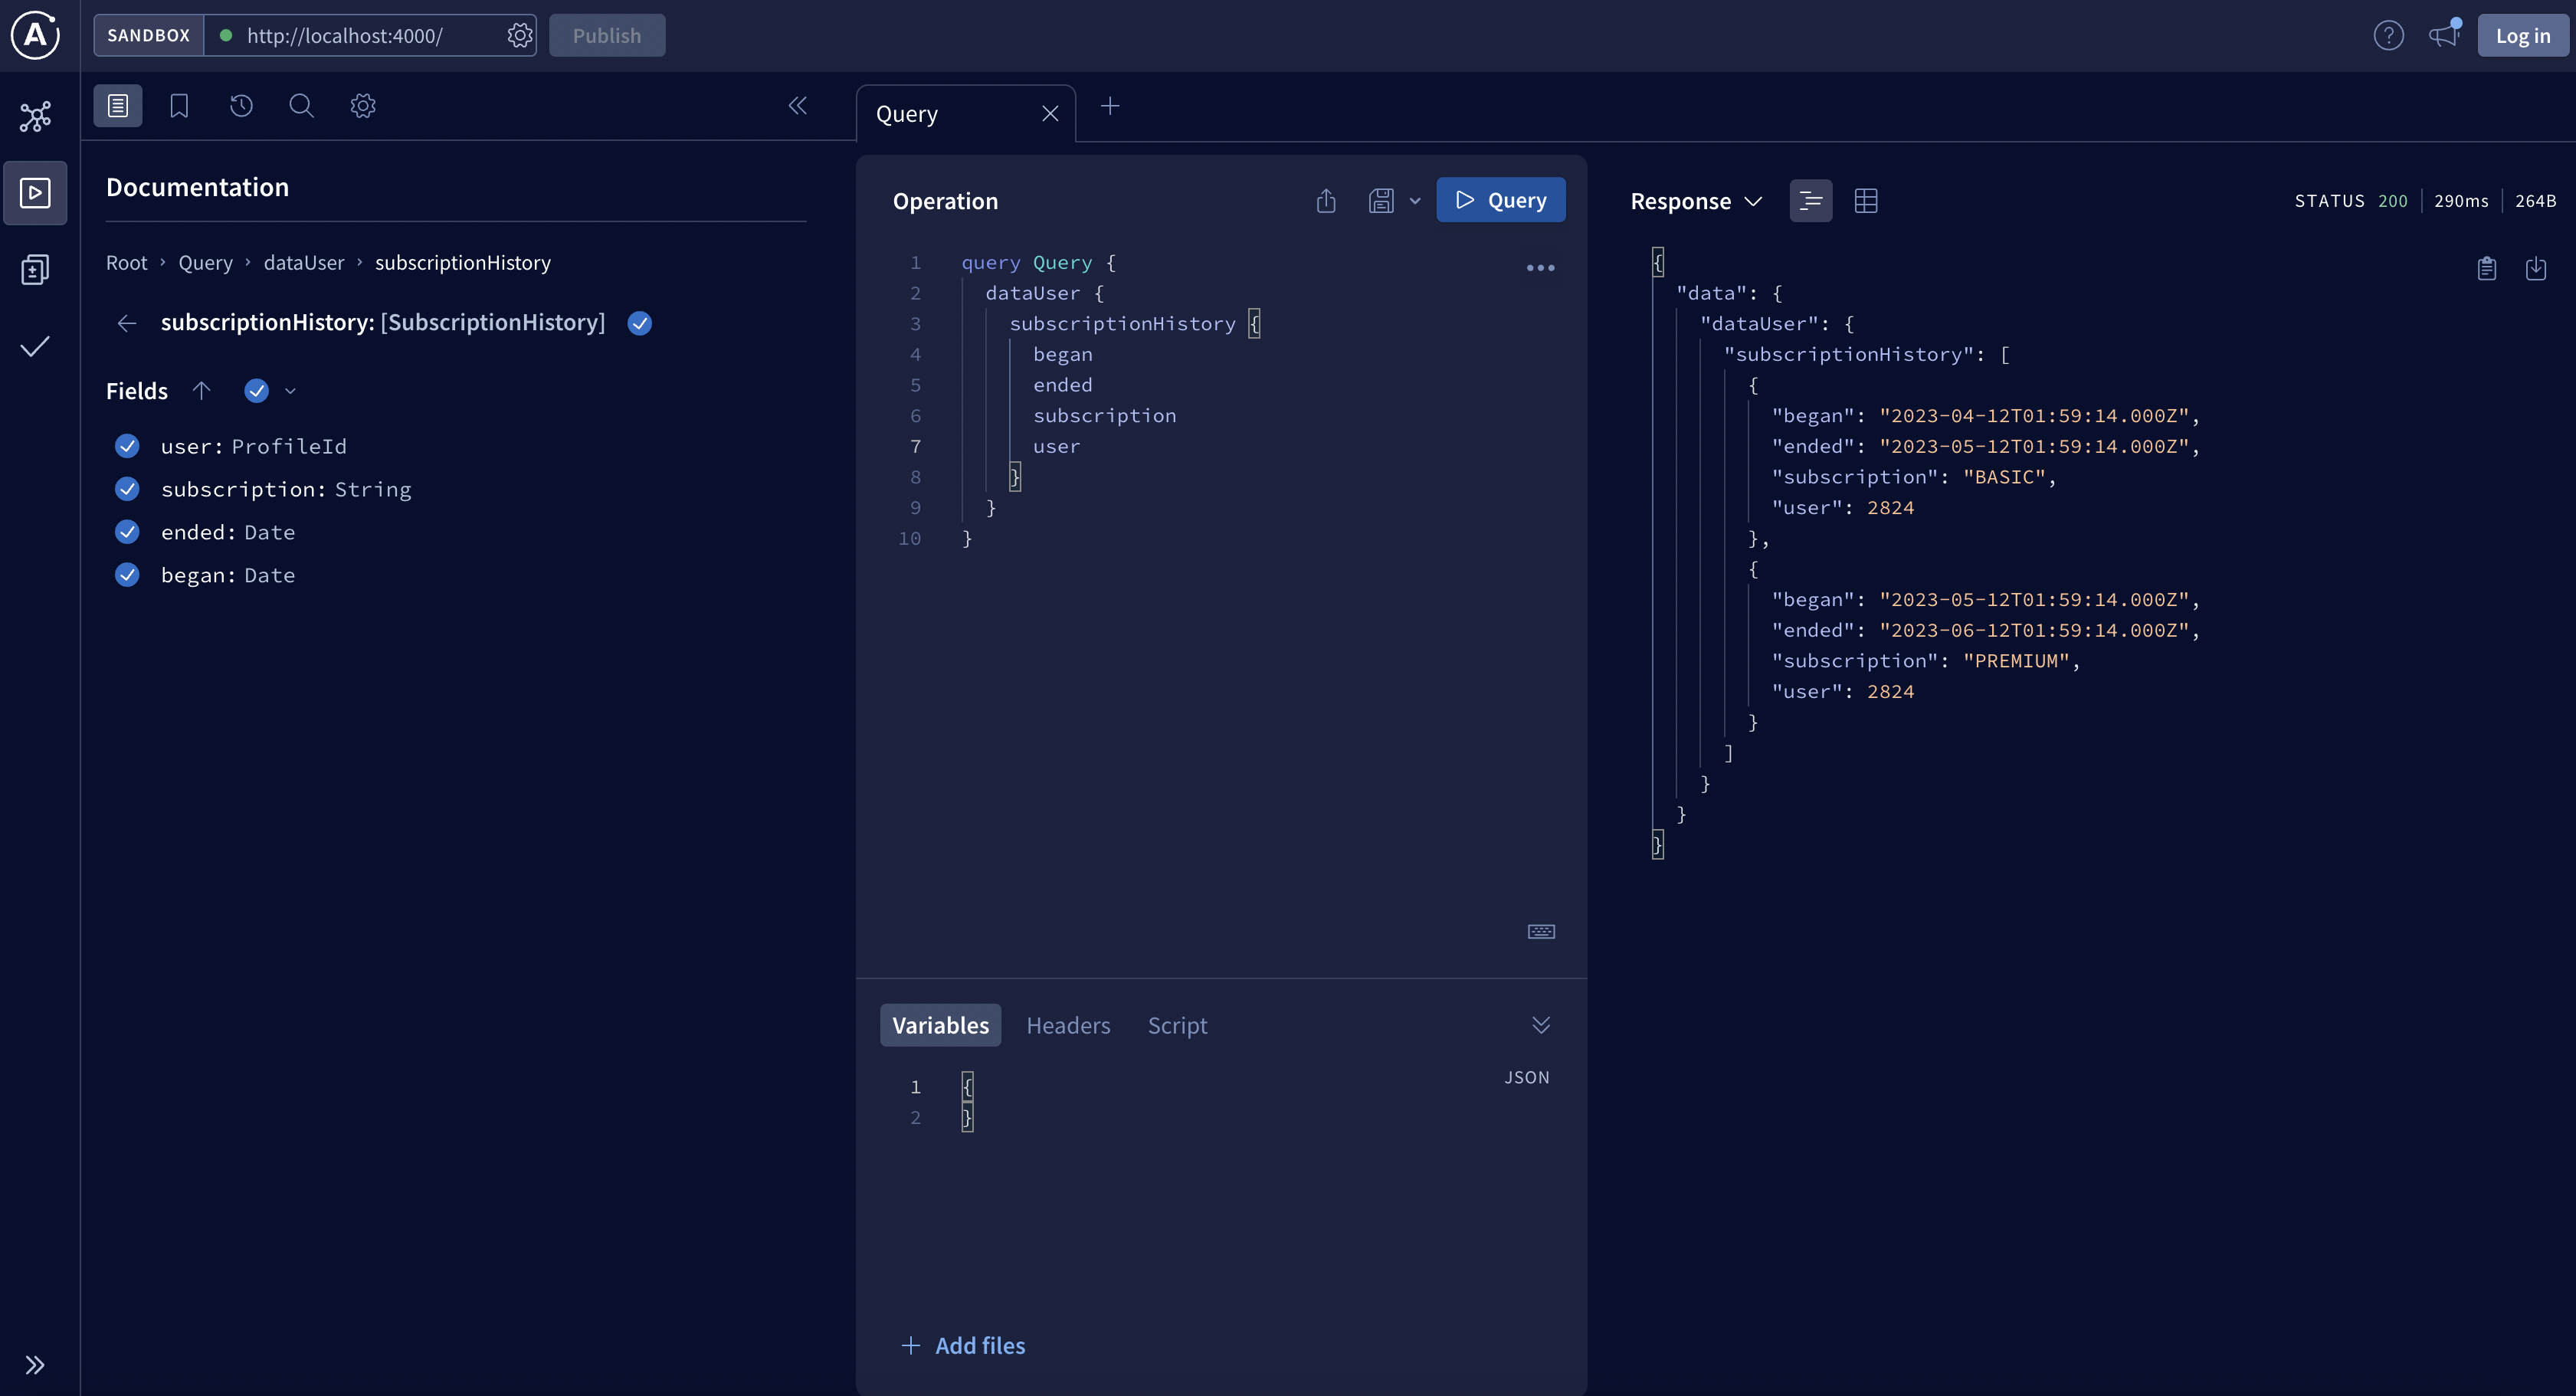 A
SANDBOX
http://localhost:4000/
Publish
?
Log in
Documentation
Root › Query › dataUser › subscriptionHistory
subscriptionHistory: [SubscriptionHistory]
Fields
user: ProfileId
subscription: String
ended: Date
began: Date
Query
Operation
Query
1 query Query {
2 dataUser {
3 subscriptionHistory {
4 began
5 ended
6 subscription
7 user
8 }
9 }
10 }
Variables Headers Script
JSON
1 {
2 }
Add files
Response
STATUS 200 290ms 264B
{
"data": {
"dataUser": {
"subscriptionHistory": [
{
"began": "2023-04-12T01:59:14.000Z",
"ended": "2023-05-12T01:59:14.000Z",
"subscription": "BASIC",
"user": 2824
},
{
"began": "2023-05-12T01:59:14.000Z",
"ended": "2023-06-12T01:59:14.000Z",
"subscription": "PREMIUM",
"user": 2824
}
]
}
}
}